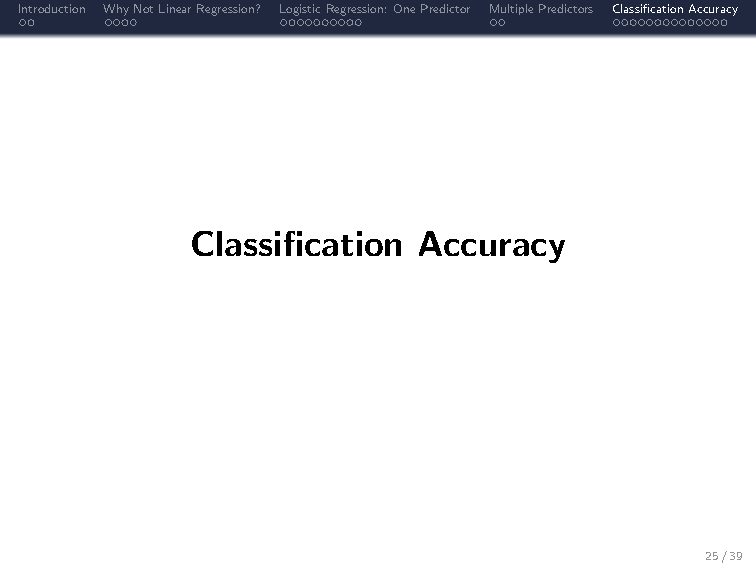 Introduction Why Not Linear Regression? Logistic Regression: One Predictor Multiple Predictors Classification Accuracy
Classification Accuracy
25 / 39